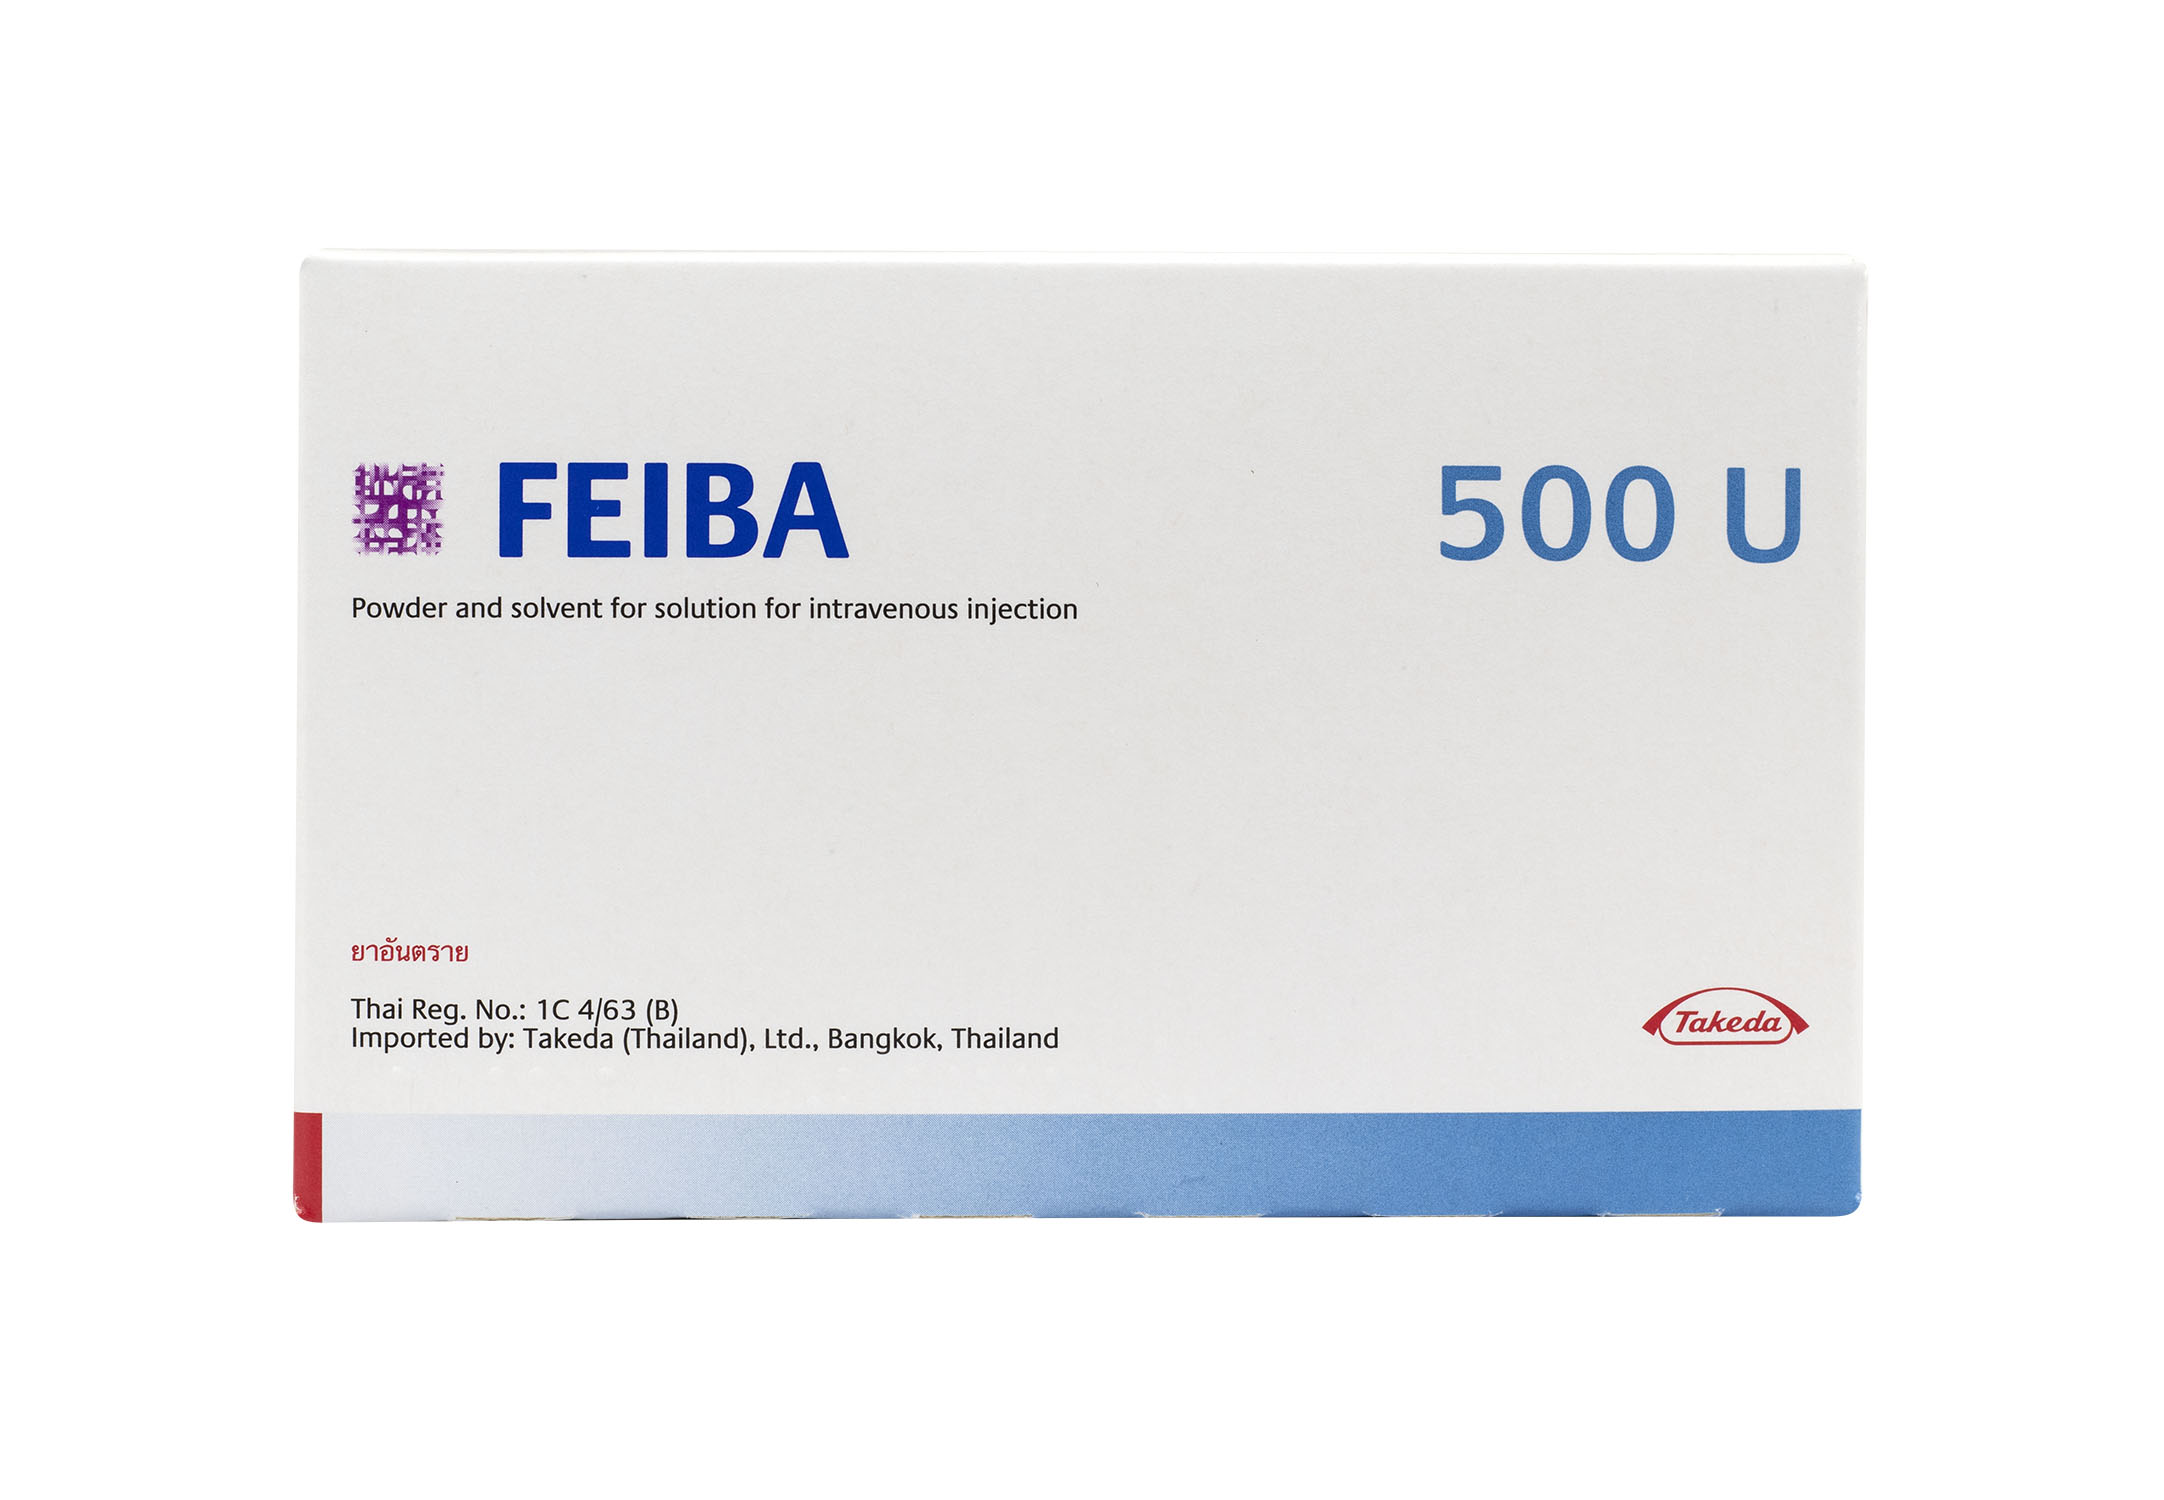 FEIBA 500 U
Powder and solvent for solution for intravenous injection
ยาอันตราย
Thai Reg. No.: 1C 4/63 (B)
Imported by: Takeda (Thailand), Ltd., Bangkok, Thailand
Takeda